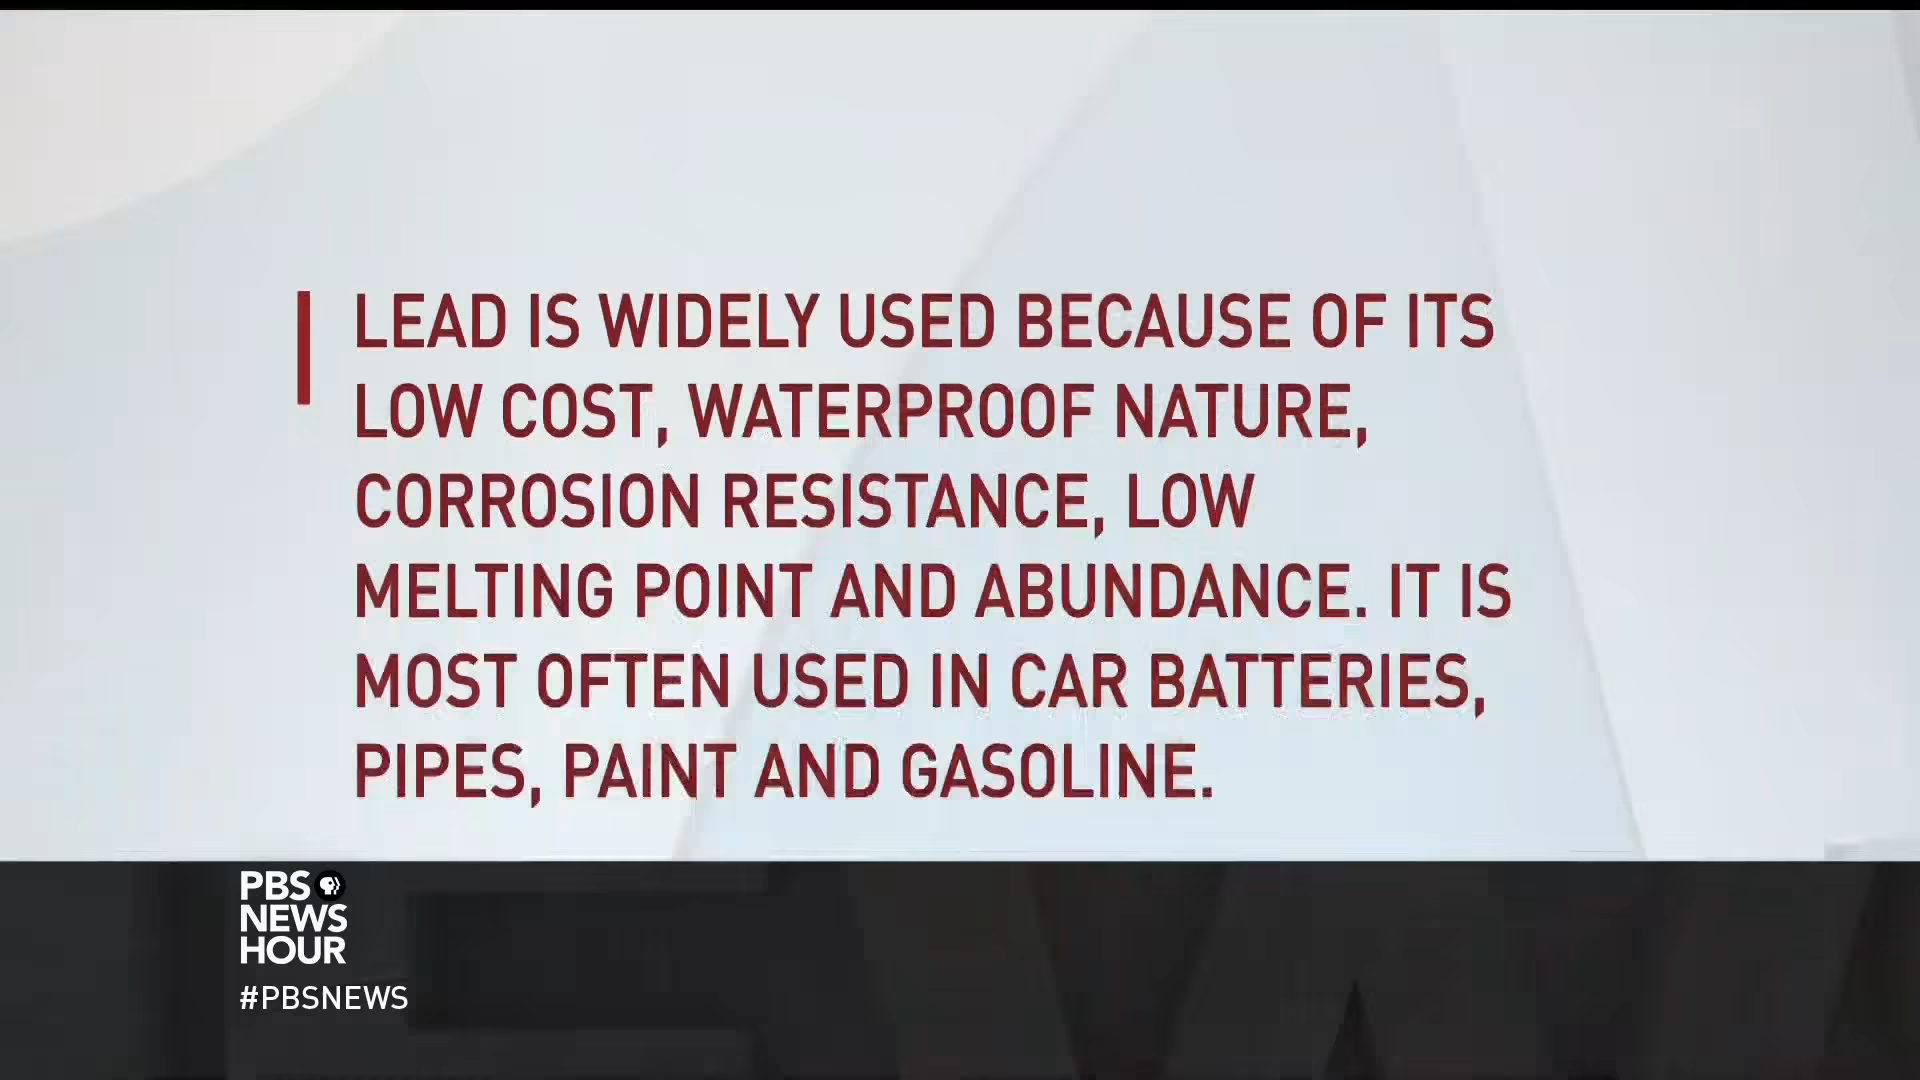 LEAD IS WIDELY USED BECAUSE OF ITS
LOW COST, WATERPROOF NATURE,
CORROSION RESISTANCE, LOW
MELTING POINT AND ABUNDANCE. IT IS
MOST OFTEN USED IN CAR BATTERIES,
PIPES, PAINT AND GASOLINE.
PBS
NEWS
HOUR
#PBSNEWS